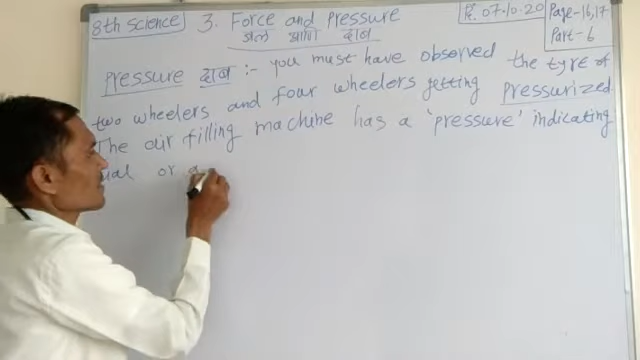 8th science
3. Force and Pressure
बल आणि दाब
दि. 07.10.20
Page-16,17
Part-6
Pressure दाब :- you must have observed the tyre of
two wheelers and four wheelers getting pressurized
The air filling machine has a 'pressure' indicating
or